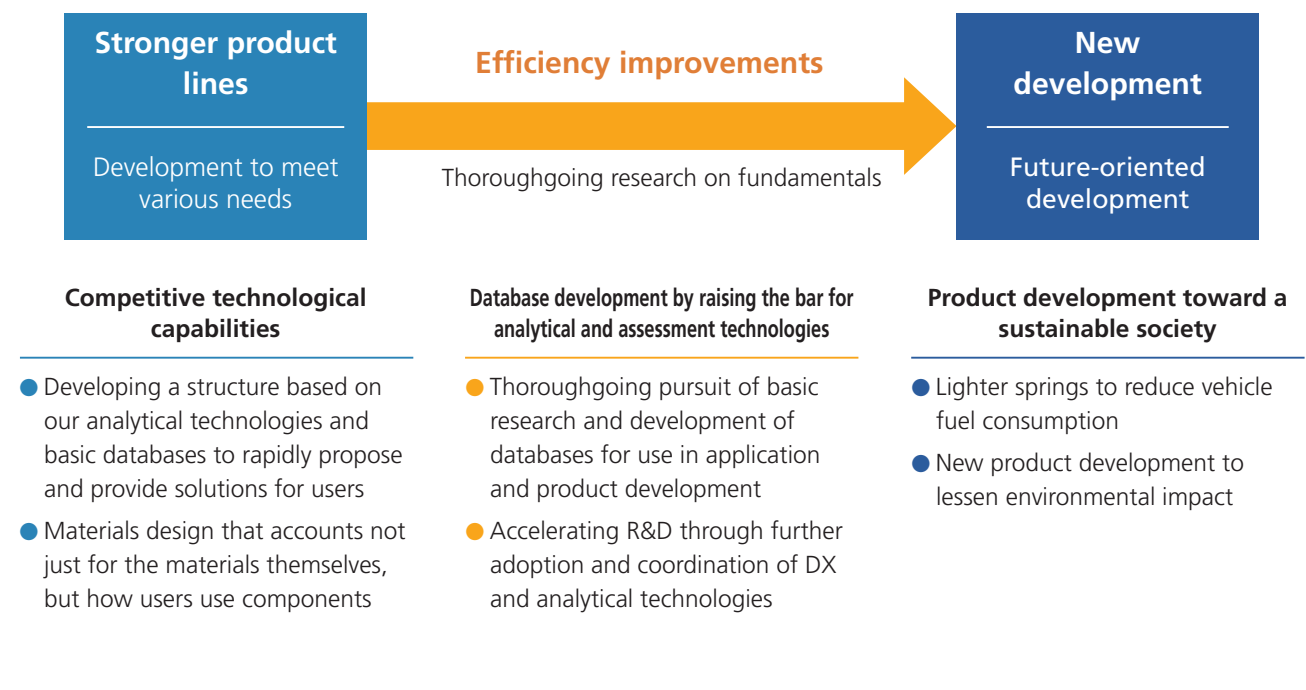 Stronger product
lines
Development to meet
various needs
Efficiency improvements
Thoroughgoing research on fundamentals
New
development
Future-oriented
development
Competitive technological
capabilities
● Developing a structure based on
our analytical technologies and
basic databases to rapidly propose
and provide solutions for users
● Materials design that accounts not
just for the materials themselves,
but how users use components
Database development by raising the bar for
analytical and assessment technologies
● Thoroughgoing pursuit of basic
research and development of
databases for use in application
and product development
● Accelerating R&D through further
adoption and coordination of DX
and analytical technologies
Product development toward a
sustainable society
● Lighter springs to reduce vehicle
fuel consumption
● New product development to
lessen environmental impact